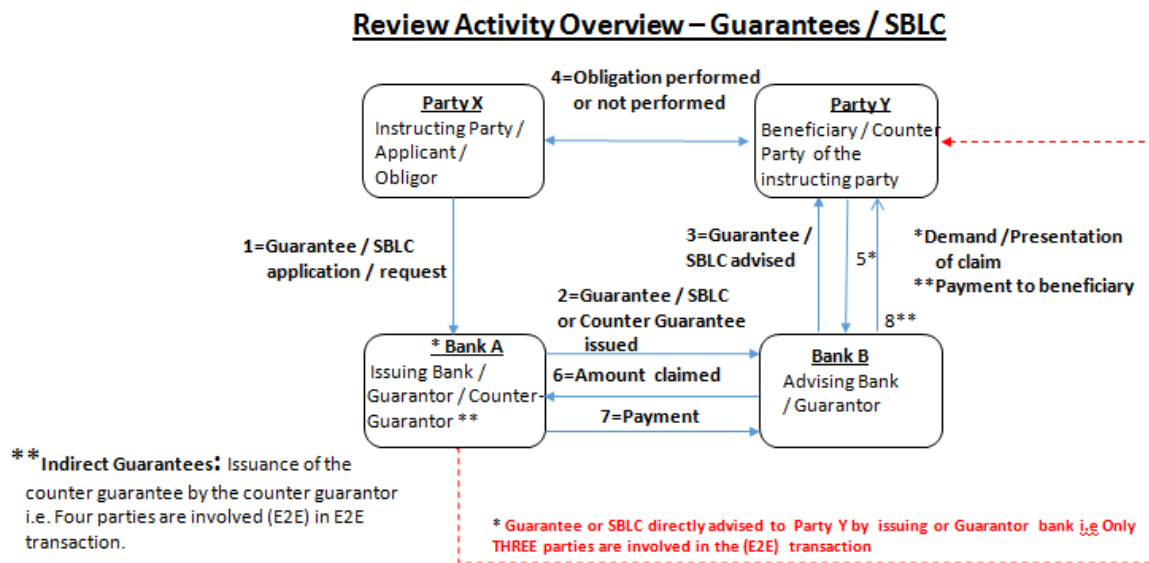 Review Activity Overview – Guarantees / SBLC
4=Obligation performed
or not performed
Party X
Instructing Party /
Applicant /
Obligor
Party Y
Beneficiary / Counter
Party of the
instructing party
1=Guarantee / SBLC
application / request
3=Guarantee /
SBLC advised
5*
*Demand /Presentation
of claim
**Payment to beneficiary
8**
2=Guarantee / SBLC
or Counter Guarantee
issued
* Bank A
Issuing Bank /
Guarantor / Counter-
Guarantor **
6=Amount claimed
7=Payment
Bank B
Advising Bank
/ Guarantor
**Indirect Guarantees: Issuance of the
counter guarantee by the counter guarantor
i.e. Four parties are involved (E2E) in E2E
transaction.
* Guarantee or SBLC directly advised to Party Y by issuing or Guarantor bank i.e Only
THREE parties are involved in the (E2E) transaction